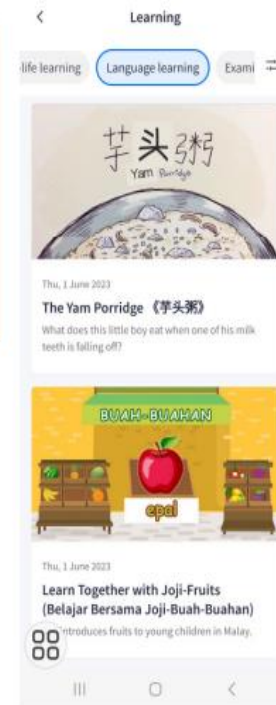 Learning
-life learning
Language learning
Exami
芋头粥
Yam Porridge
Thu, 1 June 2023
The Yam Porridge 《芋头粥》
What does this little boy eat when one of his milk
teeth is falling off?
BUAH-BUAHAN
epal
Thu, 1 June 2023
Learn Together with Joji-Fruits
(Belajar Bersama Joji-Buah-Buahan)
introduces fruits to young children in Malay.